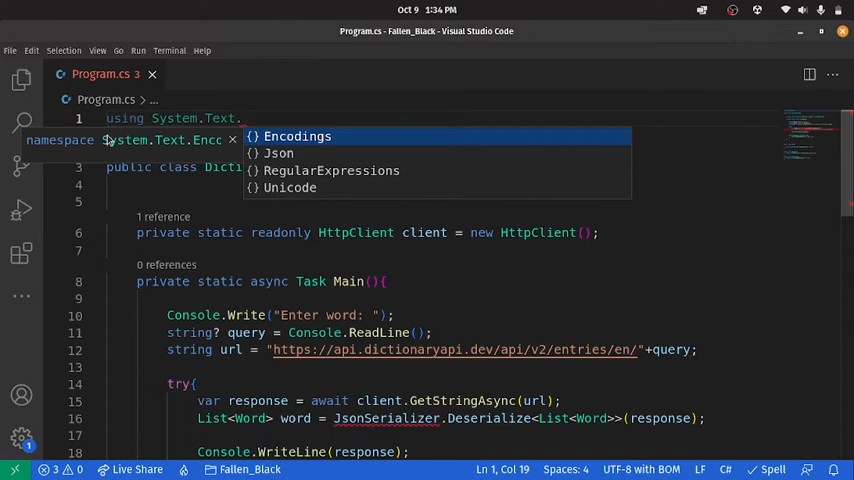 Oct 9 1:34 PM
Program.cs - Fallen_Black - Visual Studio Code
File Edit Selection View Go Run Terminal Help
Program.cs 3
Program.cs > ...
1 using System.Text.
namespace System.Text.Enco
Encodings
Json
RegularExpressions
Unicode
3 public class Dicti
4
5
1 reference
6 private static readonly HttpClient client = new HttpClient();
7
0 references
8 private static async Task Main(){
9
10 Console.Write("Enter word: ");
11 string? query = Console.ReadLine();
12 string url = "https://api.dictionaryapi.dev/api/v2/entries/en/"+query;
13
14 try{
15 var response = await client.GetStringAsync(url);
16 List<Word> word = JsonSerializer.Deserialize<List<Word>>(response);
17
18 Console.WriteLine(response);
1
3 0 Live Share Fallen_Black Ln 1, Col 19 Spaces: 4 UTF-8 with BOM LF C# Spell